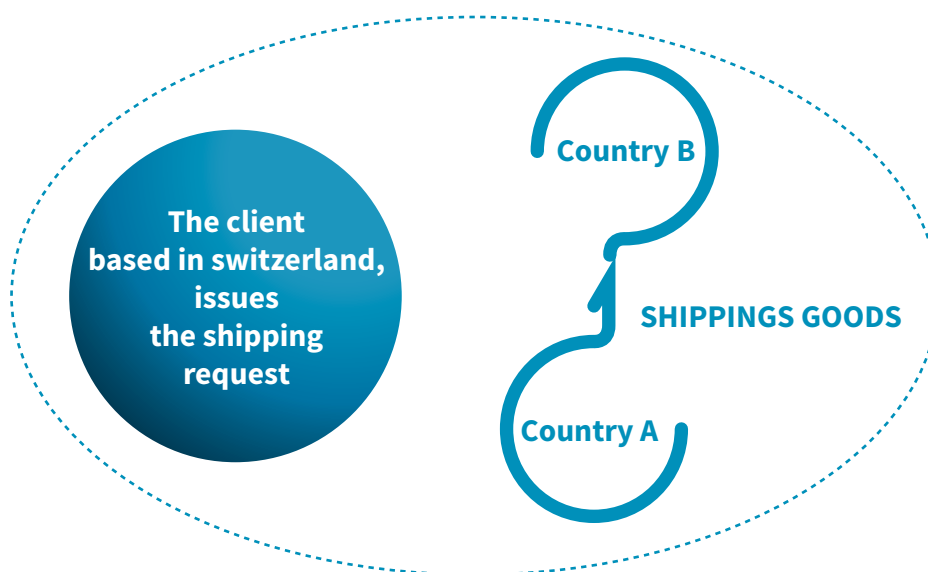 The client
based in switzerland,
issues
the shipping
request
Country B
SHIPPINGS GOODS
Country A